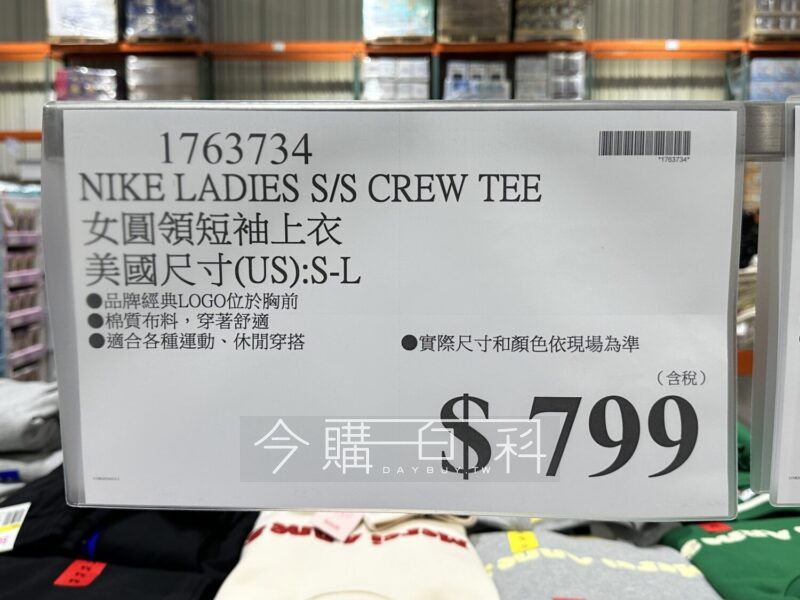 1763734
*1763734*
NIKE LADIES S/S CREW TEE
女圓領短袖上衣
美國尺寸(US):S-L
●品牌經典LOGO位於胸前
●棉質布料，穿著舒適
●適合各種運動、休閒穿搭
●實際尺寸和顏色依現場為準
（含稅）
$ 799
今購百科
DAYBUY.TW